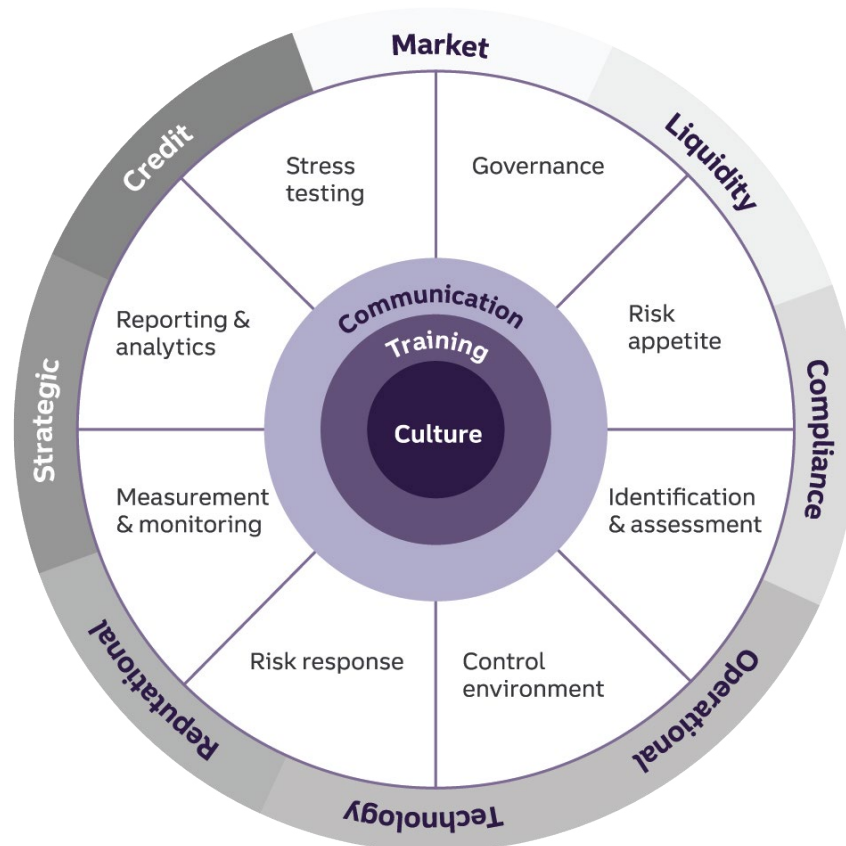 Market
Liquidity
Compliance
Operational
Technology
Reputational
Strategic
Credit
Governance
Risk
appetite
Identification
& assessment
Control
environment
Risk response
Measurement
& monitoring
Reporting &
analytics
Stress
testing
Communication
Training
Culture